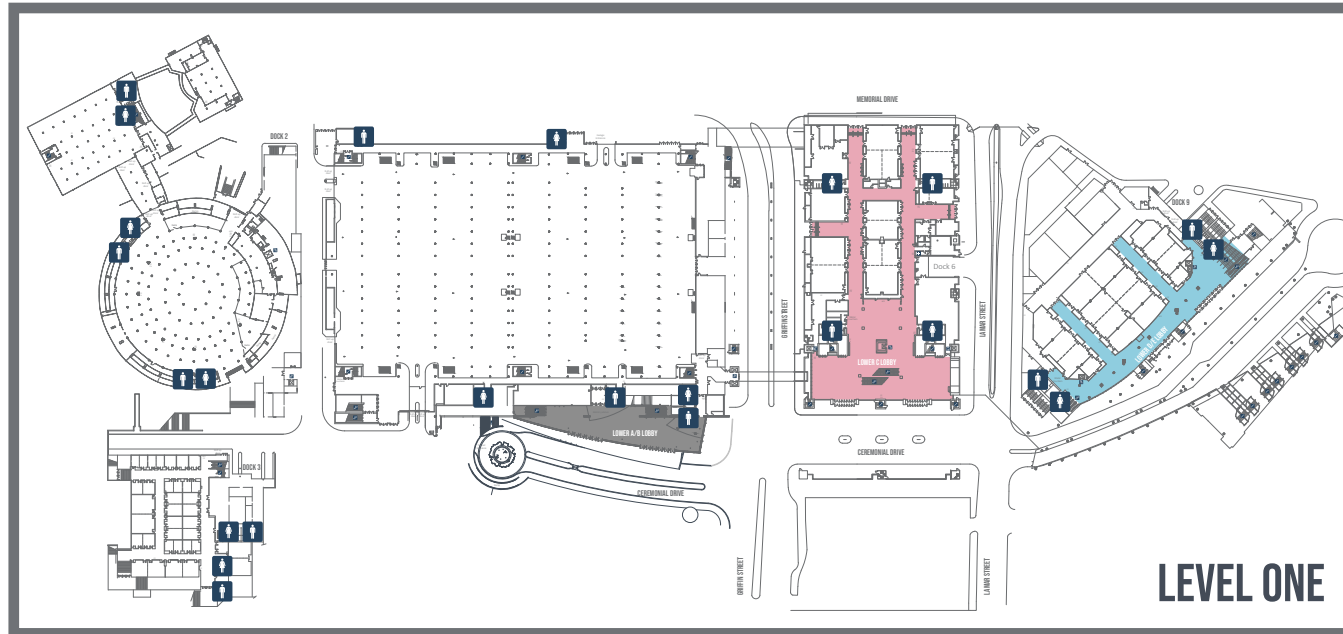 MEMORIAL DRIVE
DOCK 2
DOCK 9
Dock 6
GRIFFIN STREET
LAMAR STREET
LOWER C LOBBY
LOWER A/B LOBBY
CEREMONIAL DRIVE
DOCK 3
CEREMONIAL DRIVE
GRIFFIN STREET
LAMAR STREET
LEVEL ONE